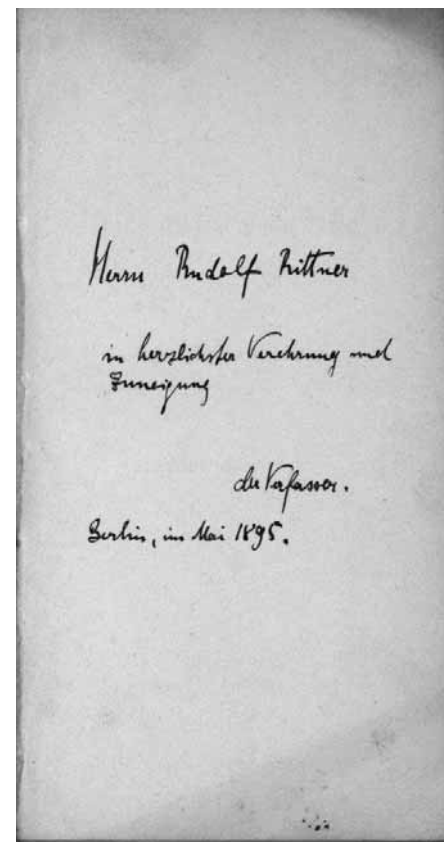 Herrn Rudolf Rittner
in herzlichster Verehrung und
Zuneigung
der Verfasser.
Berlin, im Mai 1895.